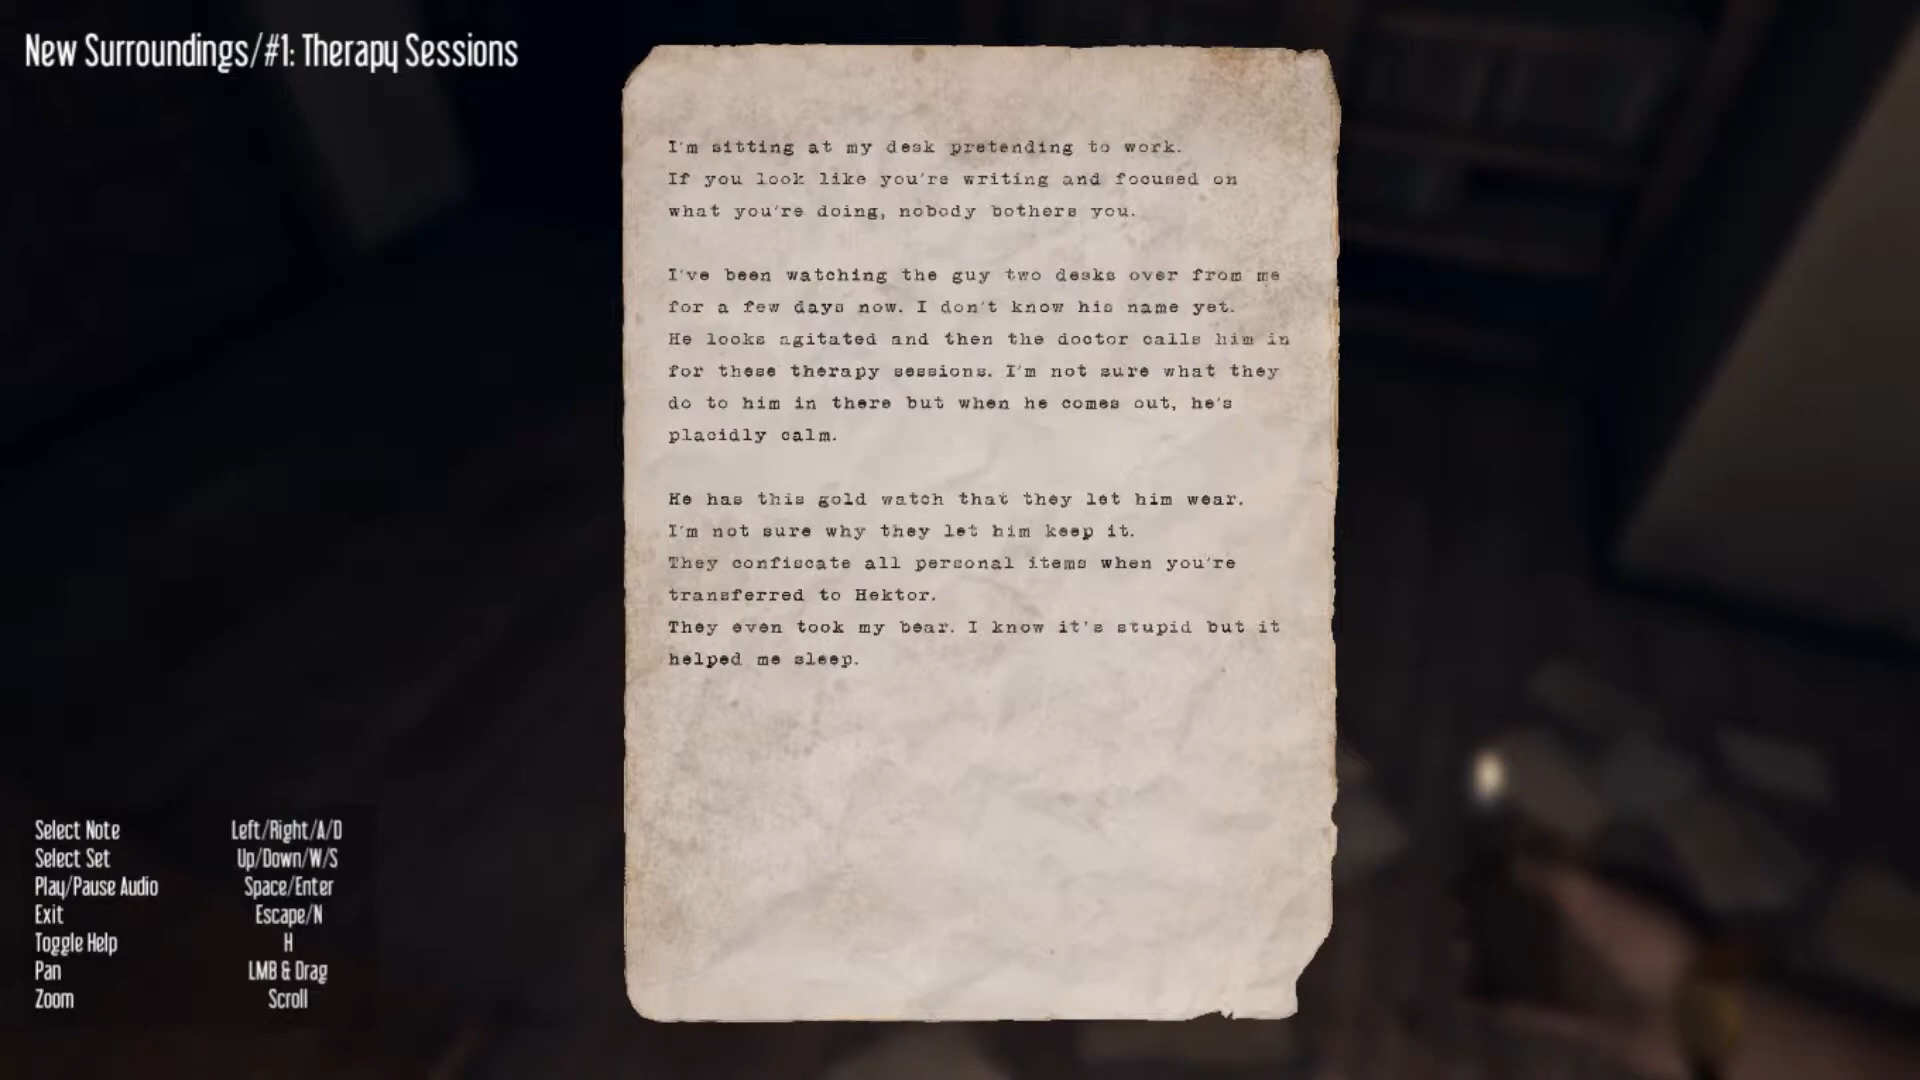 New Surroundings/#1: Therapy Sessions
I'm sitting at my desk pretending to work.
If you look like you're writing and focused on
what you're doing, nobody bothers you.
I've been watching the guy two desks over from me
for a few days now. I don't know his name yet.
He looks agitated and then the doctor calls him in
for these therapy sessions. I'm not sure what they
do to him in there but when he comes out, he's
placidly calm.
He has this gold watch that they let him wear.
I'm not sure why they let him keep it.
They confiscate all personal items when you're
transferred to Hektor.
They even took my bear. I know it's stupid but it
helped me sleep.
Select Note Left/Right/A/D
Select Set Up/Down/W/S
Play/Pause Audio Space/Enter
Exit Escape/N
Toggle Help H
Pan LMB & Drag
Zoom Scroll